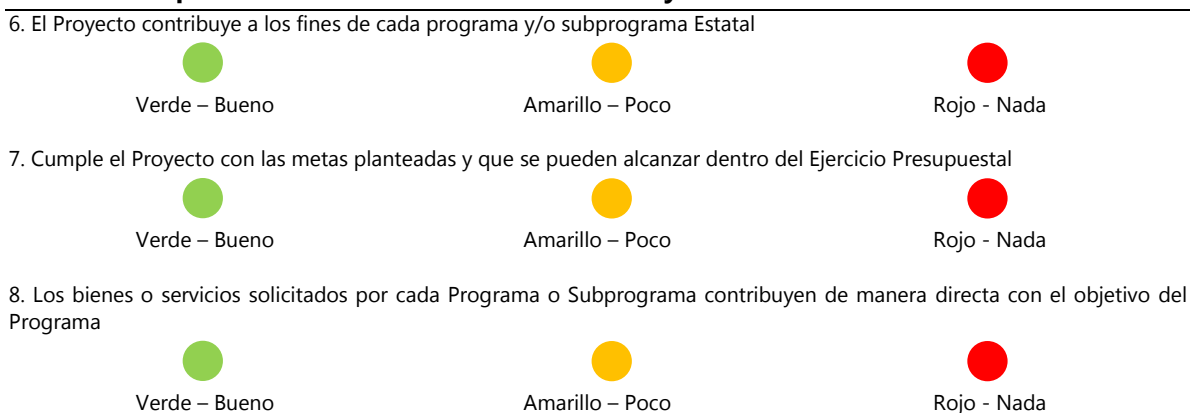 6. El Proyecto contribuye a los fines de cada programa y/o subprograma Estatal
Verde – Bueno Amarillo – Poco Rojo - Nada
7. Cumple el Proyecto con las metas planteadas y que se pueden alcanzar dentro del Ejercicio Presupuestal
Verde – Bueno Amarillo – Poco Rojo - Nada
8. Los bienes o servicios solicitados por cada Programa o Subprograma contribuyen de manera directa con el objetivo del
Programa
Verde – Bueno Amarillo – Poco Rojo - Nada